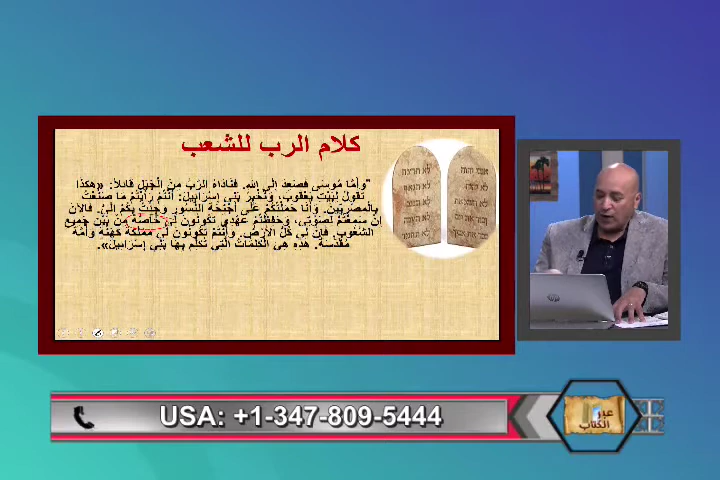 كلام الرب للشعب
"وَأَمَّا مُوسَى فَصَعِدَ إِلَى اللهِ. فَنَادَاهُ الرَّبُّ مِنَ الْجَبَلِ قَائِلاً: «هكَذَا
تَقُولُ لِبَيْتِ يَعْقُوبَ، وَتُخْبِرُ بَنِي إِسْرَائِيلَ: أَنْتُمْ رَأَيْتُمْ مَا صَنَعْتُ
بِالْمِصْرِيِّينَ. وَأَنَا حَمَلْتُكُمْ عَلَى أَجْنِحَةِ النُّسُورِ وَجِئْتُ بِكُمْ إِلَيَّ. فَالآنَ
إِنْ سَمِعْتُمْ لِصَوْتِي، وَحَفِظْتُمْ عَهْدِي تَكُونُونَ لِي خَاصَّةً مِنْ بَيْنِ جَمِيعِ
الشُّعُوبِ. فَإِنَّ لِي كُلَّ الأَرْضِ. وَأَنْتُمْ تَكُونُونَ لِي مَمْلَكَةَ كَهَنَةٍ وَأُمَّةً
مُقَدَّسَةً. هذِهِ هِيَ الْكَلِمَاتُ الَّتِي تُكَلِّمُ بِهَا بَنِي إِسْرَائِيلَ».
USA: +1-347-809-5444
عبر
الكتاب